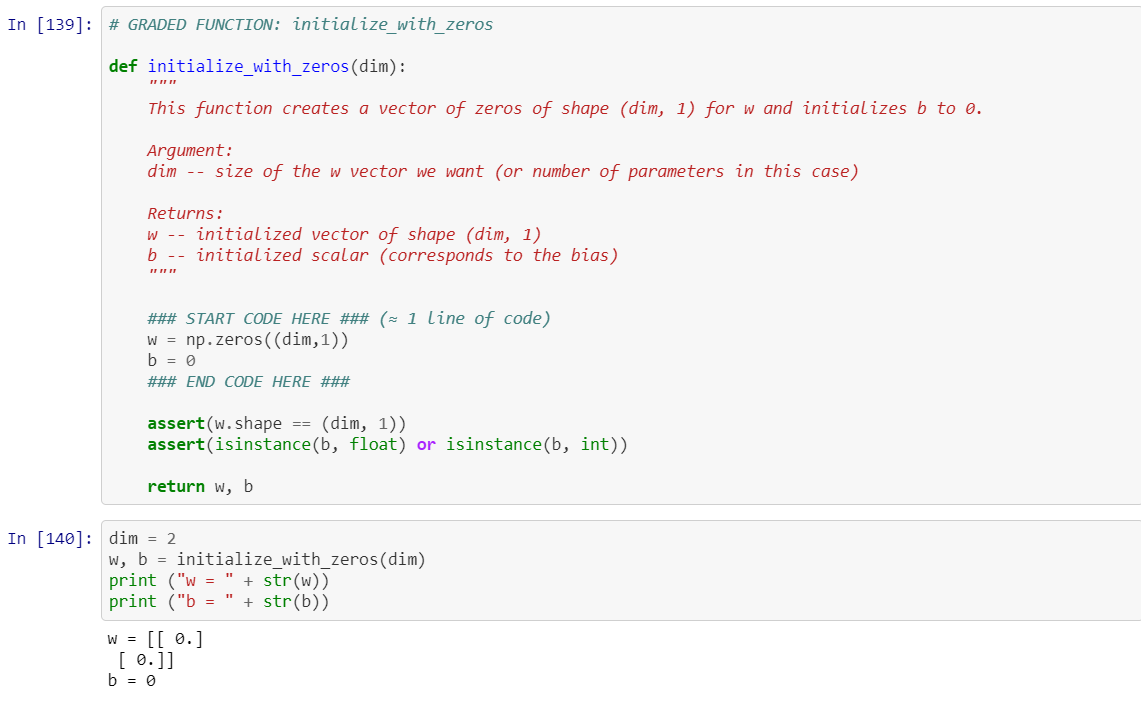 In [139]: # GRADED FUNCTION: initialize_with_zeros
def initialize_with_zeros(dim):
"""
This function creates a vector of zeros of shape (dim, 1) for w and initializes b to 0.
Argument:
dim -- size of the w vector we want (or number of parameters in this case)
Returns:
w -- initialized vector of shape (dim, 1)
b -- initialized scalar (corresponds to the bias)
"""
### START CODE HERE ### (≈ 1 line of code)
w = np.zeros((dim,1))
b = 0
### END CODE HERE ###
assert(w.shape == (dim, 1))
assert(isinstance(b, float) or isinstance(b, int))
return w, b
In [140]: dim = 2
w, b = initialize_with_zeros(dim)
print ("w = " + str(w))
print ("b = " + str(b))
w = [[ 0.]
[ 0.]]
b = 0